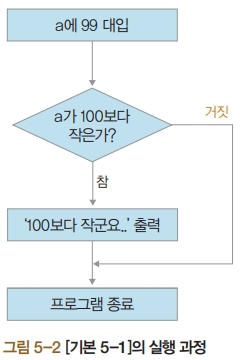 a에 99 대입
a가 100보다
작은가?
거짓
참
‘100보다 작군요..’ 출력
프로그램 종료
그림 5-2 [기본 5-1]의 실행 과정